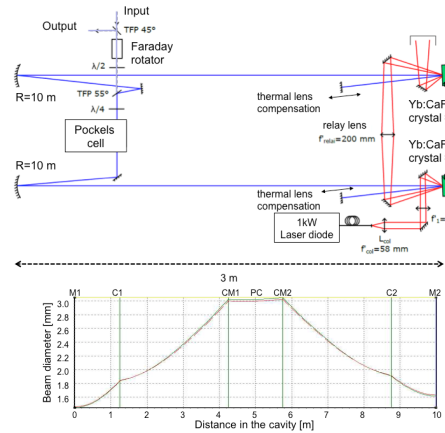 Input
Output
TFP 45°
Faraday
rotator
λ/2
R=10 m
TFP 55°
λ/4
Pockels
cell
thermal lens
compensation
relay lens
f'relai=200 mm
Yb:CaF
crystal
Yb:CaF
crystal
R=10 m
thermal lens
compensation
1kW
Laser diode
Lcol
f'col=58 mm
f'1=
3 m
M1 C1 CM1 PC CM2 C2 M2
Beam diameter [mm]
3.0
2.8
2.6
2.4
2.2
2.0
1.8
1.6
0 1 2 3 4 5 6 7 8 9 10
Distance in the cavity [m]